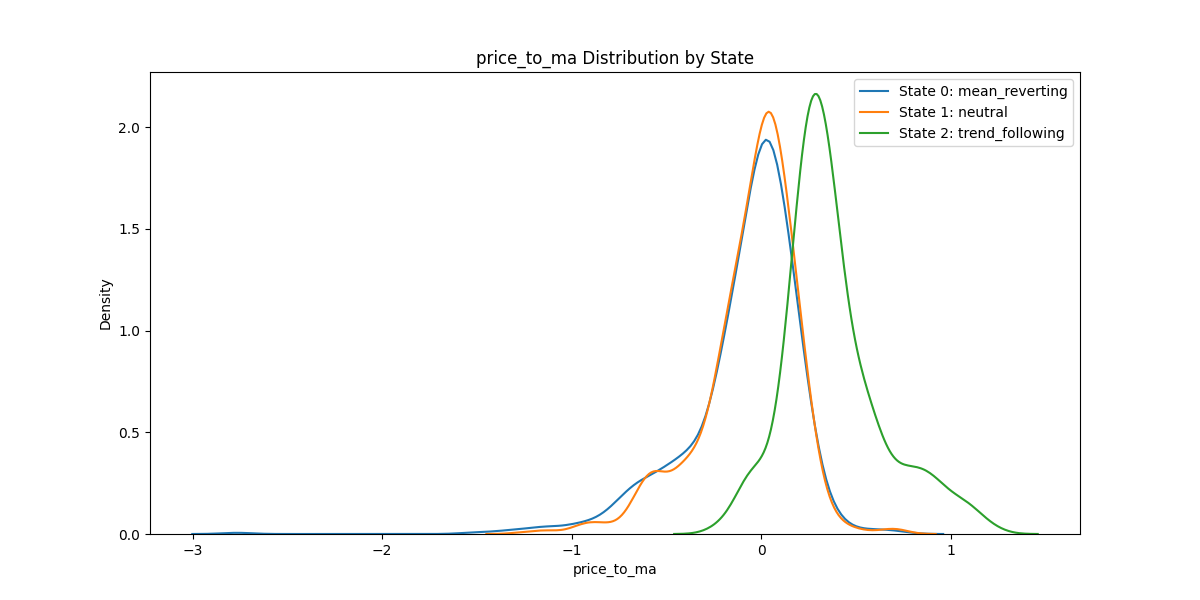 price_to_ma Distribution by State
State 0: mean_reverting
State 1: neutral
State 2: trend_following
Density
2.0
1.5
1.0
0.5
0.0
−3
−2
−1
0
1
price_to_ma